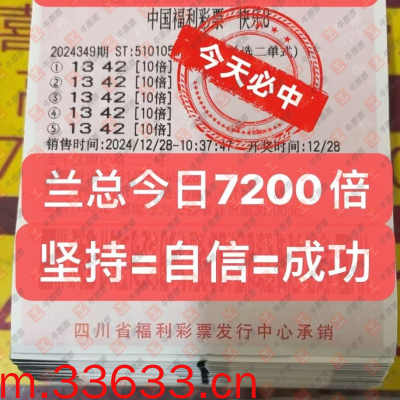 中国福利彩票 快乐8
2024349期 ST:51010
选二单式)
① 13 42 [10倍]
② 13 42 [10倍]
③ 13 42 [10倍]
④ 13 42 [10倍]
⑤ 13 42 [10倍]
今天必中
销售时间:2024/12/28-10:37:47 开奖时间:12/28
兰总今日7200倍
坚持=自信=成功
四川省福利彩票发行中心承销
m.33633.cn